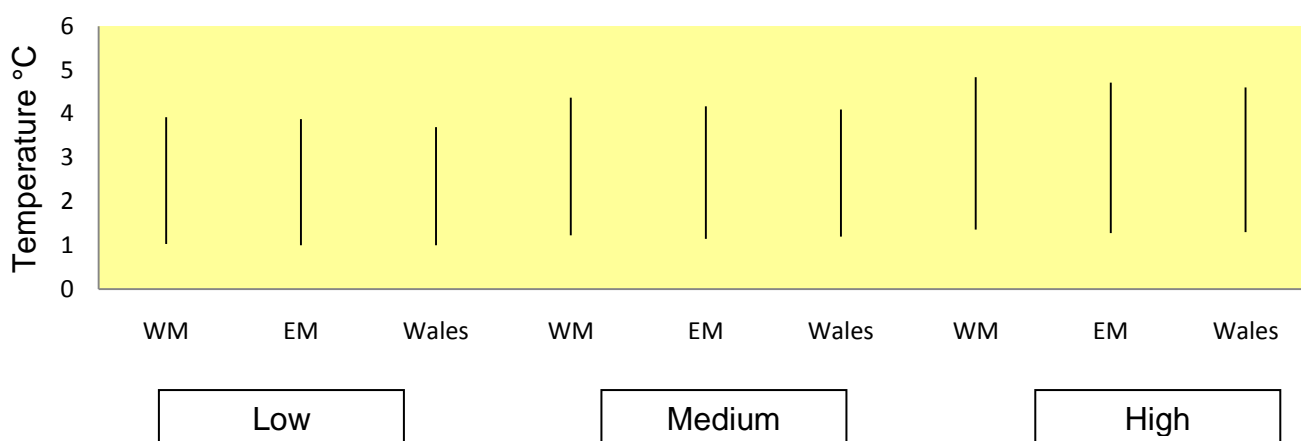 Temperature °C
6
5
4
3
2
1
0
WM EM Wales WM EM Wales WM EM Wales
Low Medium High